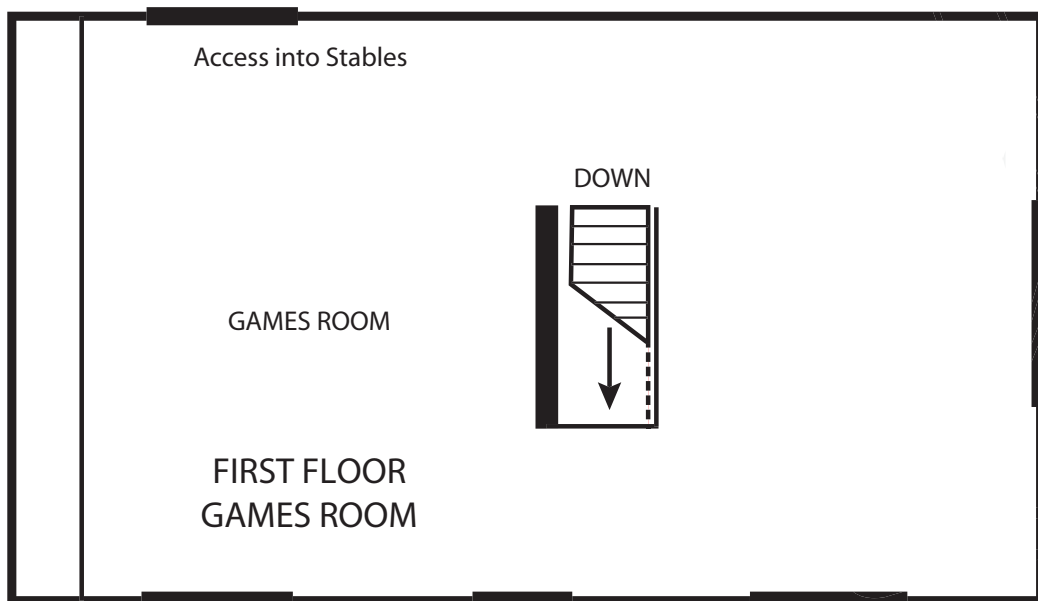 Access into Stables
DOWN
GAMES ROOM
FIRST FLOOR
GAMES ROOM